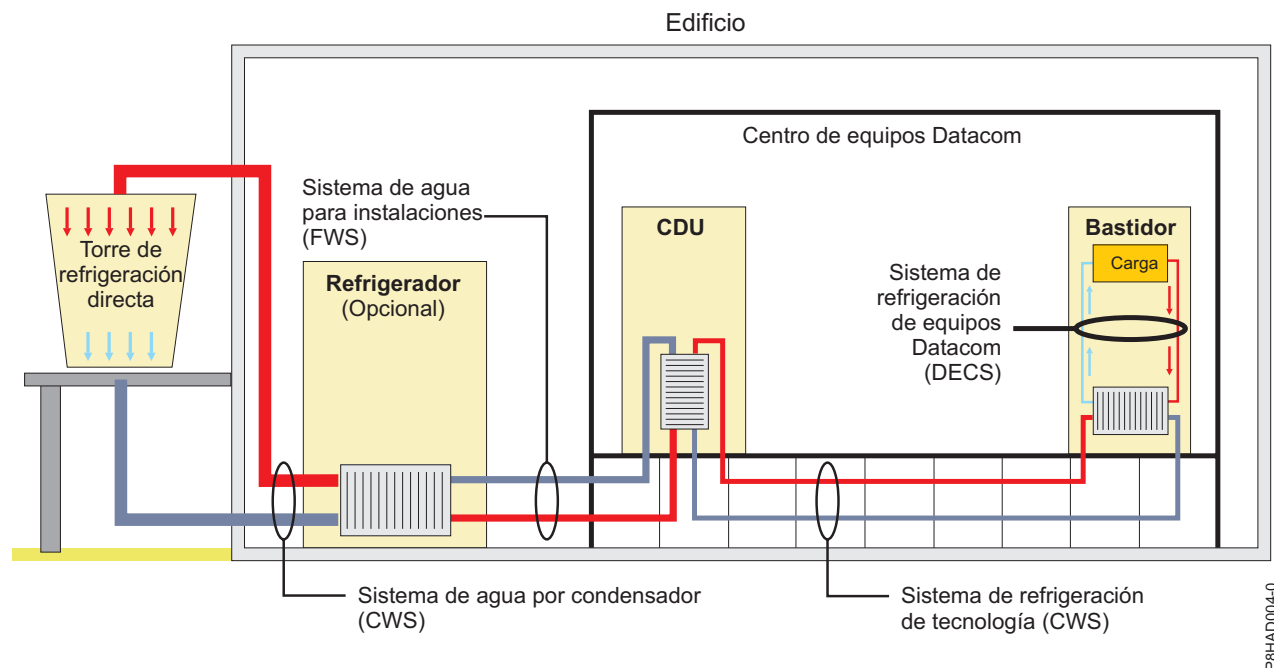 Edificio
Centro de equipos Datacom
Sistema de agua
para instalaciones
(FWS)
Torre de
refrigeración
directa
Refrigerador
(Opcional)
CDU
Bastidor
Carga
Sistema de
refrigeración
de equipos
Datacom
(DECS)
Sistema de agua por condensador
(CWS)
Sistema de refrigeración
de tecnología (CWS)
P8HAD004-0